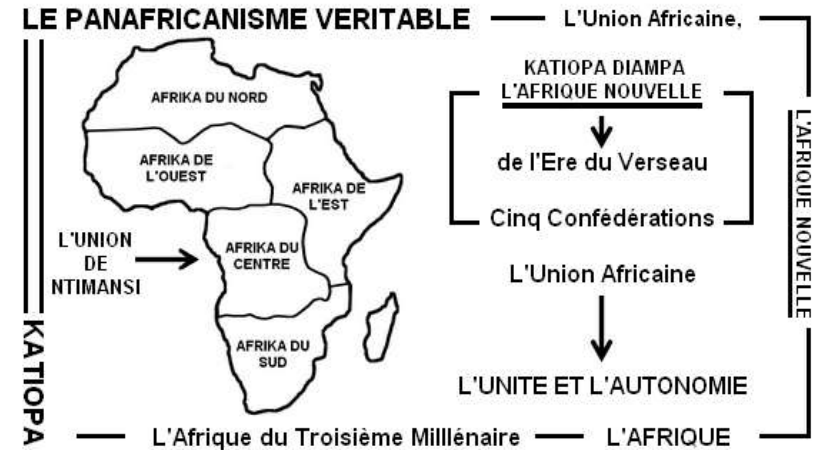 LE PANAFRICANISME VERITABLE
L'Union Africaine,
KATIOPA DIAMPA
L'AFRIQUE NOUVELLE
de l'Ere du Verseau
Cinq Confédérations
L'Union Africaine
L'UNITE ET L'AUTONOMIE
L'AFRIQUE NOUVELLE
AFRIKA DU NORD
AFRIKA DE
L'OUEST
AFRIKA DE
L'EST
AFRIKA DU
CENTRE
AFRIKA DU
SUD
L'UNION
DE
NTIMANSI
KATIOPA
L'Afrique du Troisième Milllénaire
L'AFRIQUE